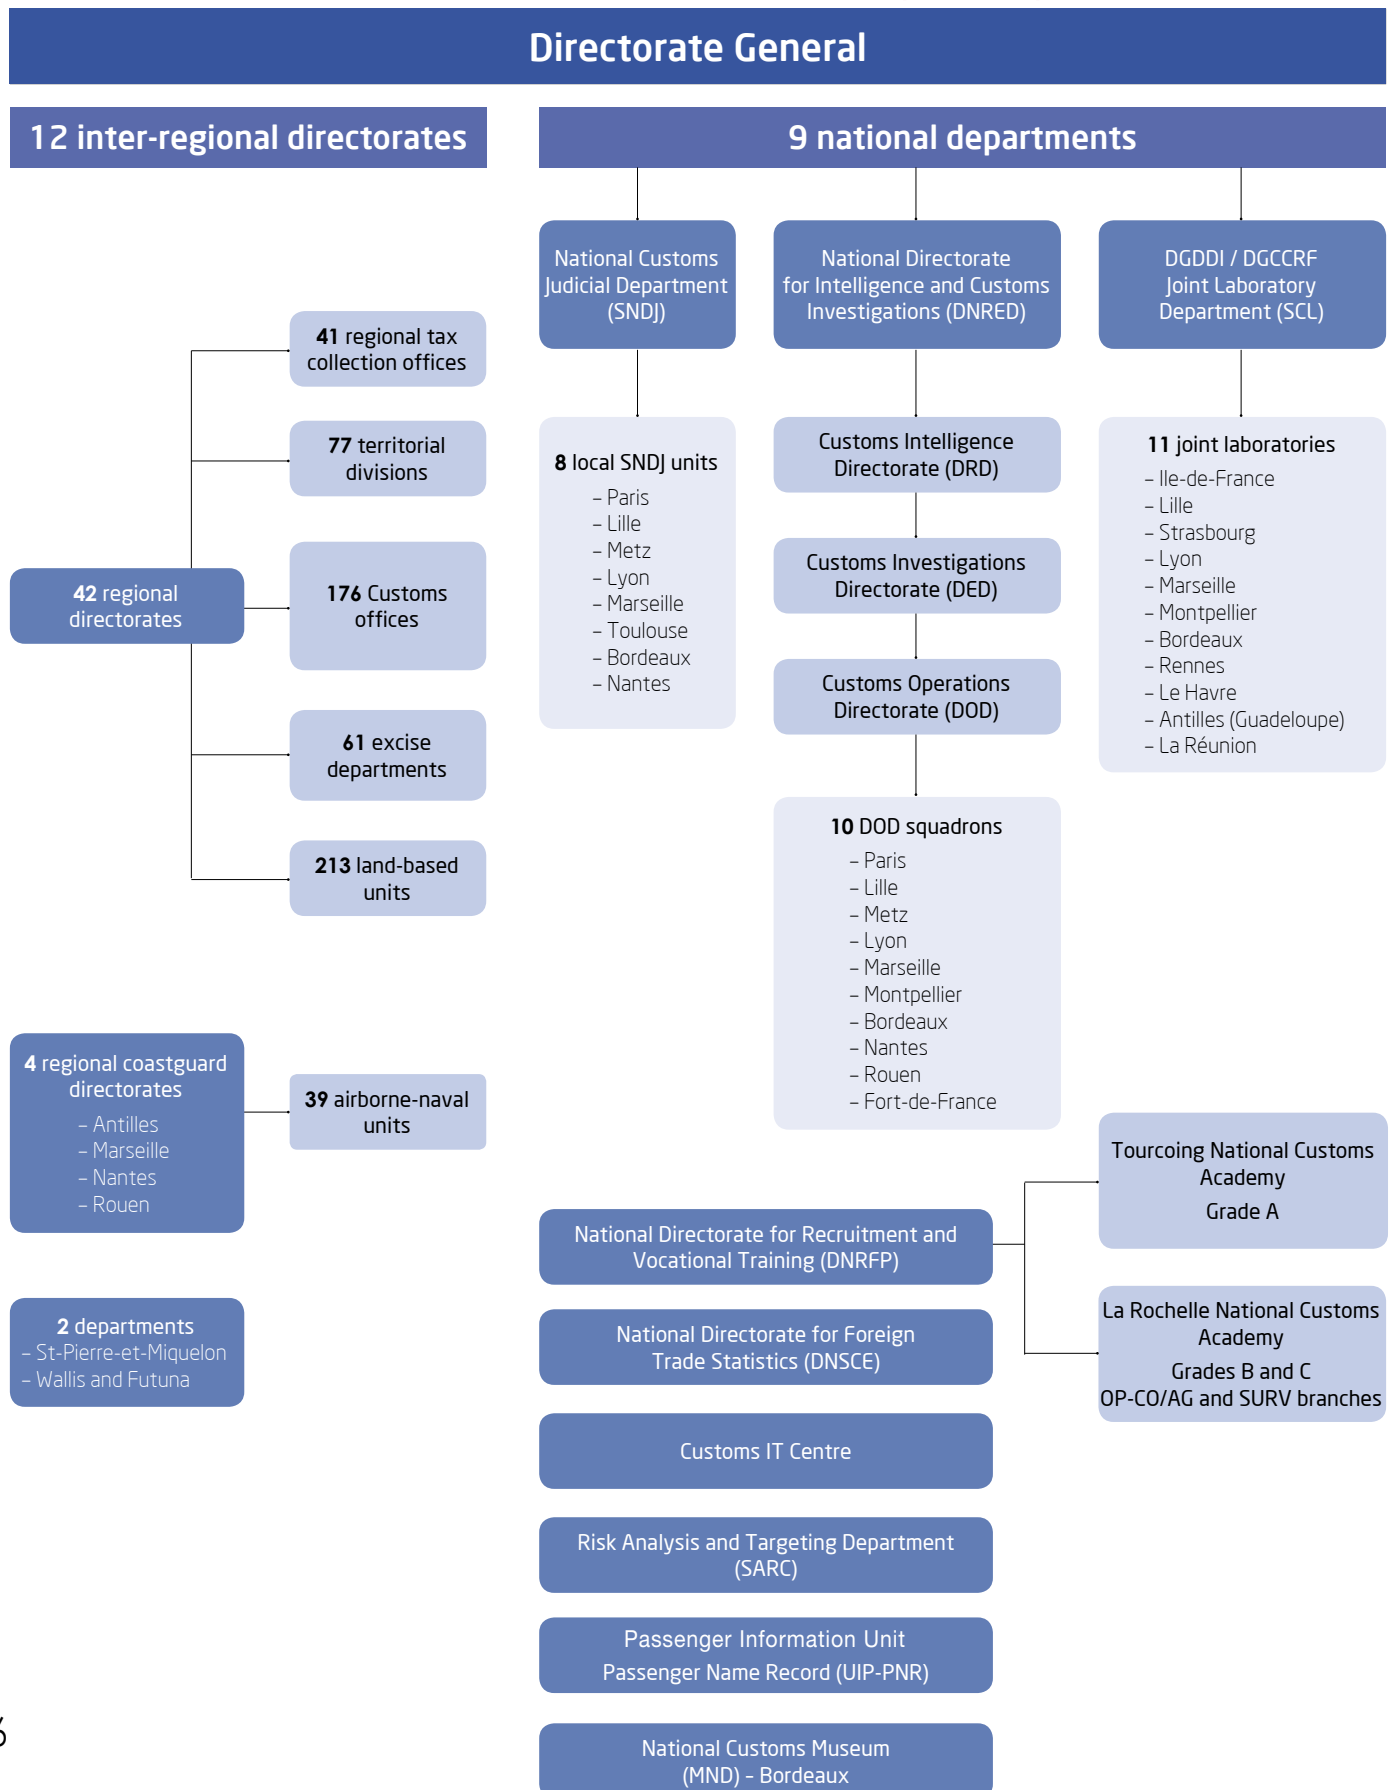 Directorate General
12 inter-regional directorates
41 regional tax
collection offices
77 territorial
divisions
42 regional
directorates
176 Customs
offices
61 excise
departments
213 land-based
units
4 regional coastguard
directorates
– Antilles
– Marseille
– Nantes
– Rouen
39 airborne-naval
units
2 departments
– St-Pierre-et-Miquelon
– Wallis and Futuna
9 national departments
National Customs
Judicial Department
(SNDJ)
8 local SNDJ units
– Paris
– Lille
– Metz
– Lyon
– Marseille
– Toulouse
– Bordeaux
– Nantes
National Directorate
for Intelligence and Customs
Investigations (DNRED)
Customs Intelligence
Directorate (DRD)
Customs Investigations
Directorate (DED)
Customs Operations
Directorate (DOD)
10 DOD squadrons
– Paris
– Lille
– Metz
– Lyon
– Marseille
– Montpellier
– Bordeaux
– Nantes
– Rouen
– Fort-de-France
DGDDI / DGCCRF
Joint Laboratory
Department (SCL)
11 joint laboratories
– Ile-de-France
– Lille
– Strasbourg
– Lyon
– Marseille
– Montpellier
– Bordeaux
– Rennes
– Le Havre
– Antilles (Guadeloupe)
– La Réunion
National Directorate for Recruitment and
Vocational Training (DNRFP)
Tourcoing National Customs
Academy
Grade A
La Rochelle National Customs
Academy
Grades B and C
OP-CO/AG and SURV branches
National Directorate for Foreign
Trade Statistics (DNSCE)
Customs IT Centre
Risk Analysis and Targeting Department
(SARC)
Passenger Information Unit
Passenger Name Record (UIP-PNR)
National Customs Museum
(MND) – Bordeaux